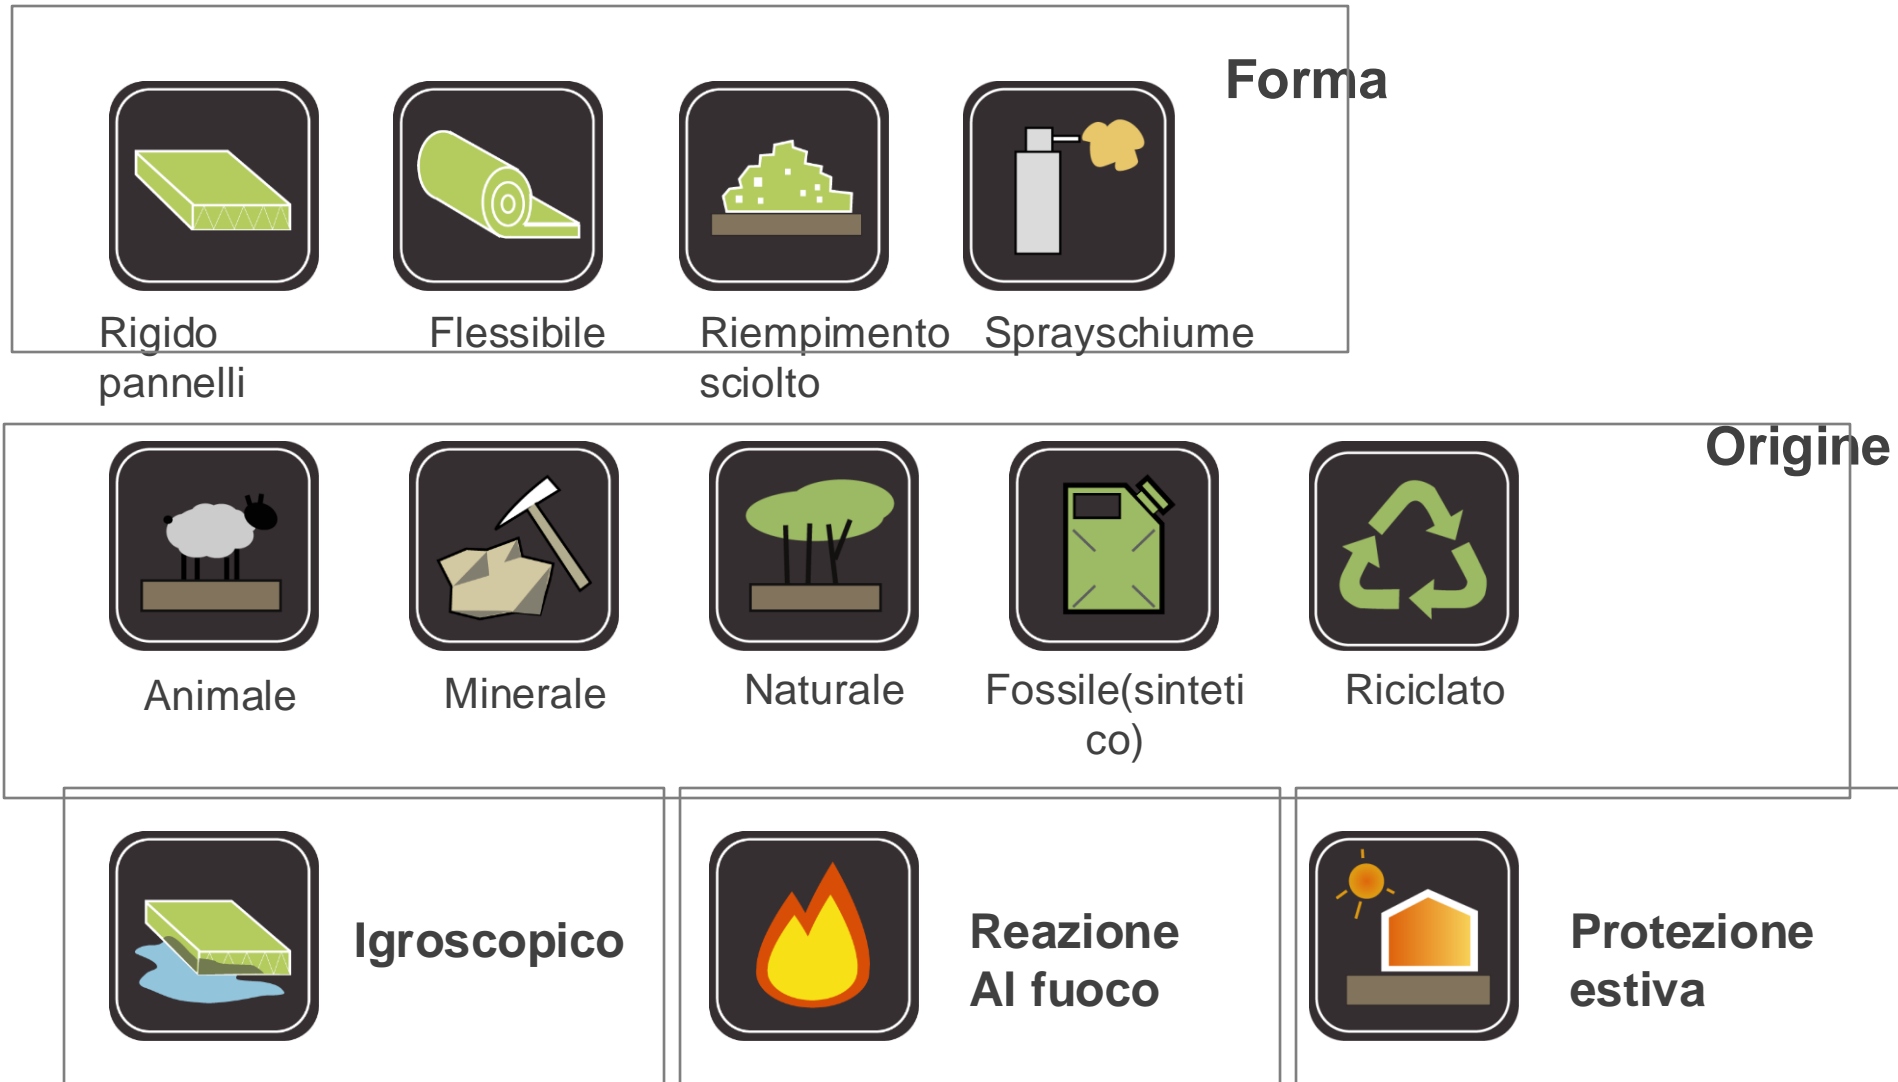 Forma
Rigido
pannelli
Flessibile
Riempimento
sciolto
Sprayschiume
Origine
Animale
Minerale
Naturale
Fossile(sinteti
co)
Riciclato
Igroscopico
Reazione
Al fuoco
Protezione
estiva